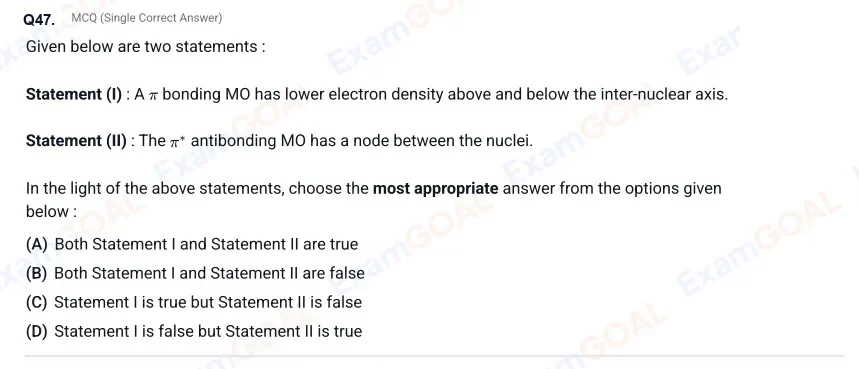 Q47. MCQ (Single Correct Answer)
Given below are two statements :
Statement (I) : A π bonding MO has lower electron density above and below the inter-nuclear axis.
Statement (II) : The π* antibonding MO has a node between the nuclei.
In the light of the above statements, choose the most appropriate answer from the options given
below :
(A) Both Statement I and Statement II are true
(B) Both Statement I and Statement II are false
(C) Statement I is true but Statement II is false
(D) Statement I is false but Statement II is true
ExamGOAL